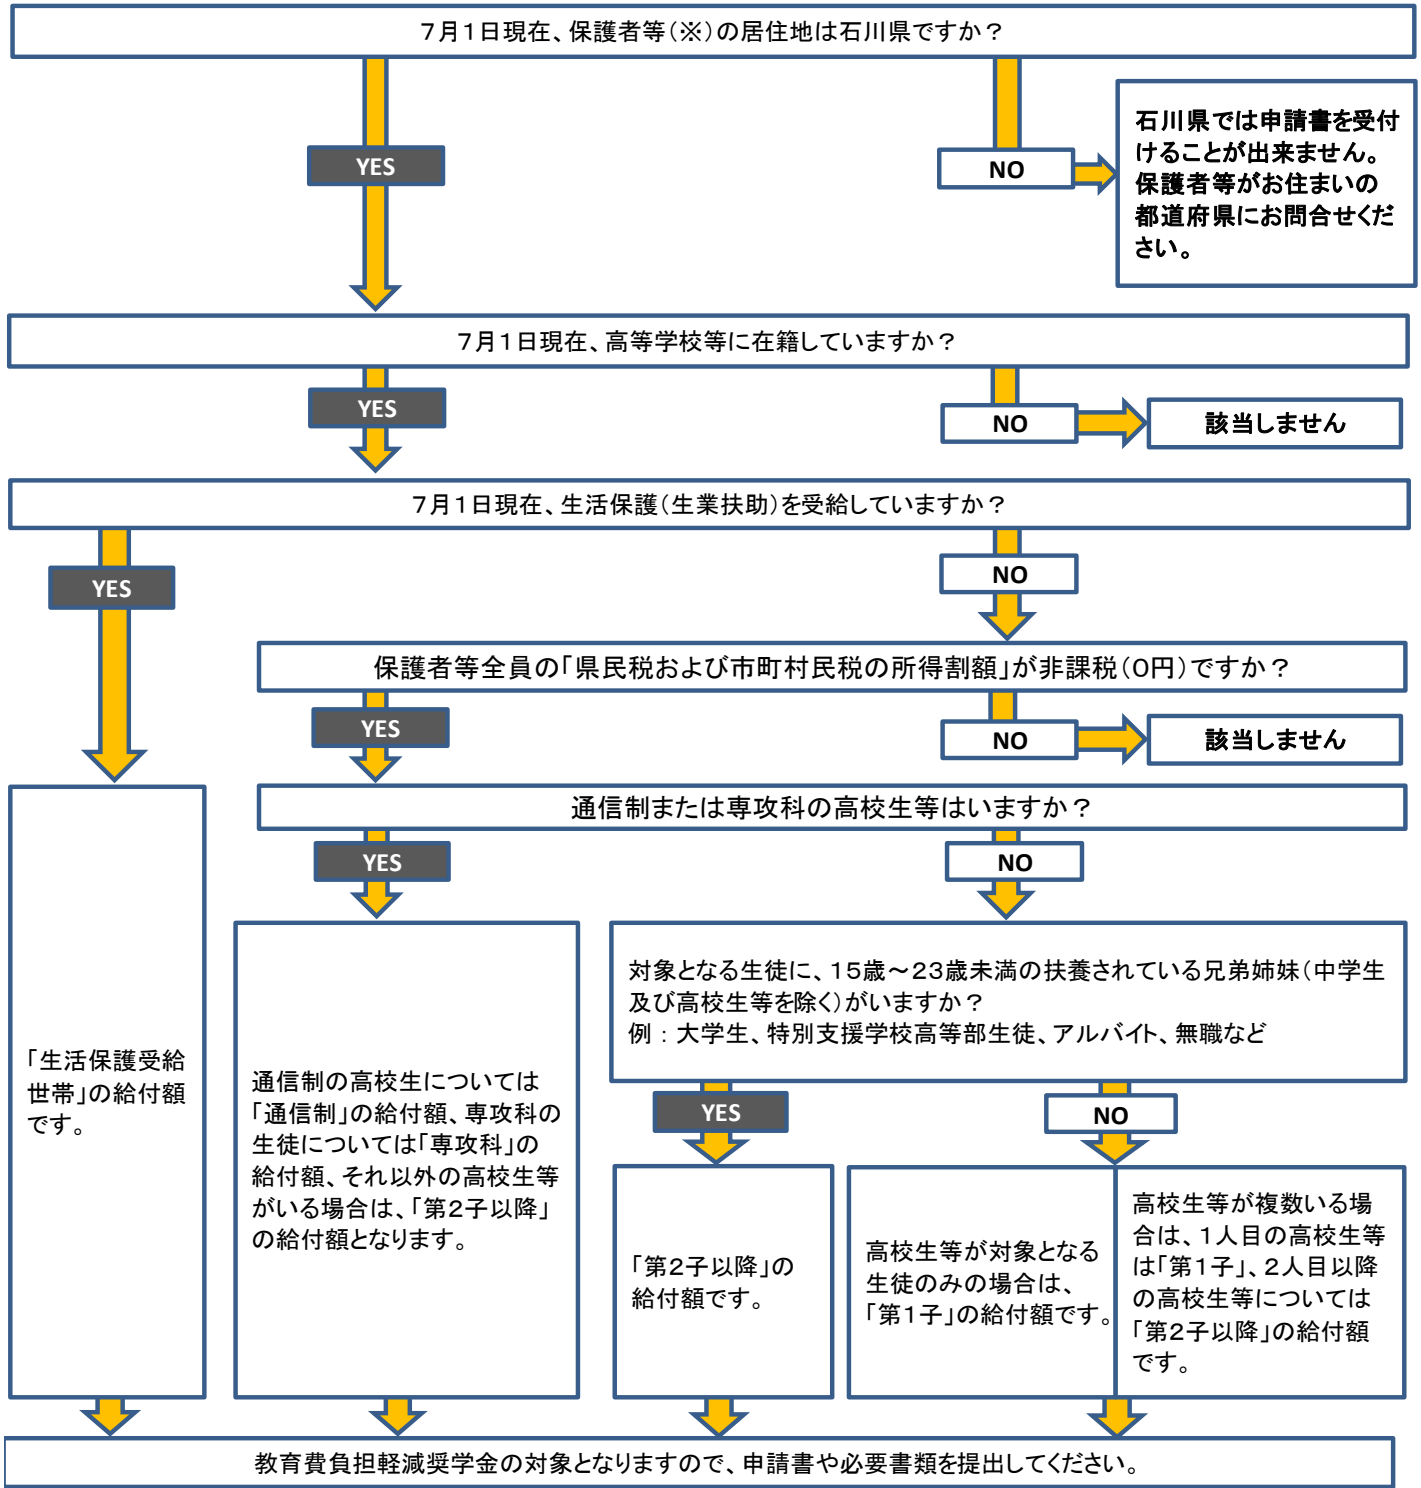 7月1日現在、保護者等(※)の居住地は石川県ですか?
YES
NO
石川県では申請書を受付
けることが出来ません。
保護者等がお住まいの
都道府県にお問合せくだ
さい。
7月1日現在、高等学校等に在籍していますか?
YES
NO
該当しません
7月1日現在、生活保護(生業扶助)を受給していますか?
YES
NO
保護者等全員の「県民税および市町村民税の所得割額」が非課税(0円)ですか?
YES
NO
該当しません
通信制または専攻科の高校生等はいますか?
YES
NO
「生活保護受給
世帯」の給付額
です。
通信制の高校生については
「通信制」の給付額、専攻科の
生徒については「専攻科」の
給付額、それ以外の高校生等
がいる場合は、「第2子以降」
の給付額となります。
対象となる生徒に、15歳~23歳未満の扶養されている兄弟姉妹(中学生
及び高校生等を除く)がいますか?
例:大学生、特別支援学校高等部生徒、アルバイト、無職など
YES
NO
「第2子以降」の
給付額です。
高校生等が対象となる
生徒のみの場合は、
「第1子」の給付額です。
高校生等が複数いる場
合は、1人目の高校生等
は「第1子」、2人目以降
の高校生等については
「第2子以降」の給付額
です。
教育費負担軽減奨学金の対象となりますので、申請書や必要書類を提出してください。